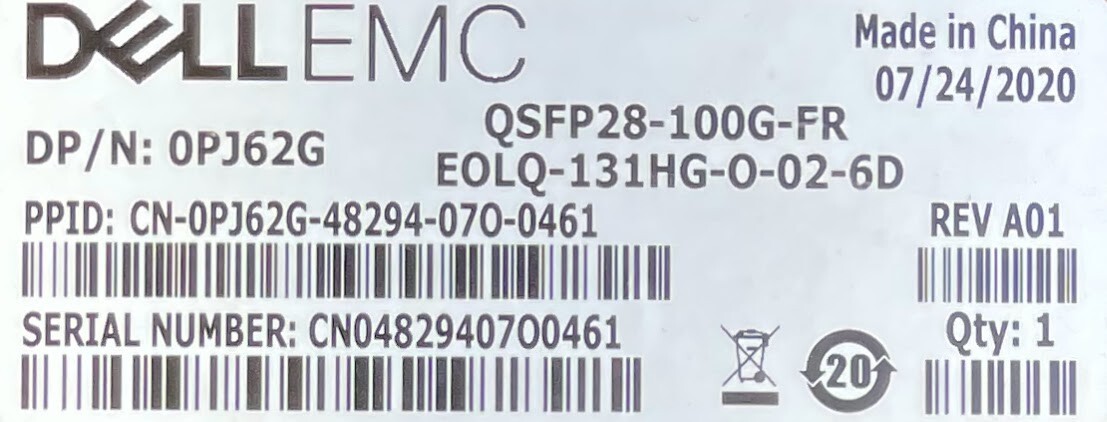 DELLEMC
Made in China
07/24/2020
DP/N: 0PJ62G
QSFP28-100G-FR
EOLQ-131HG-O-02-6D
PPID: CN-0PJ62G-48294-07O-0461
REV A01
SERIAL NUMBER: CN0482940700461
Qty: 1
20